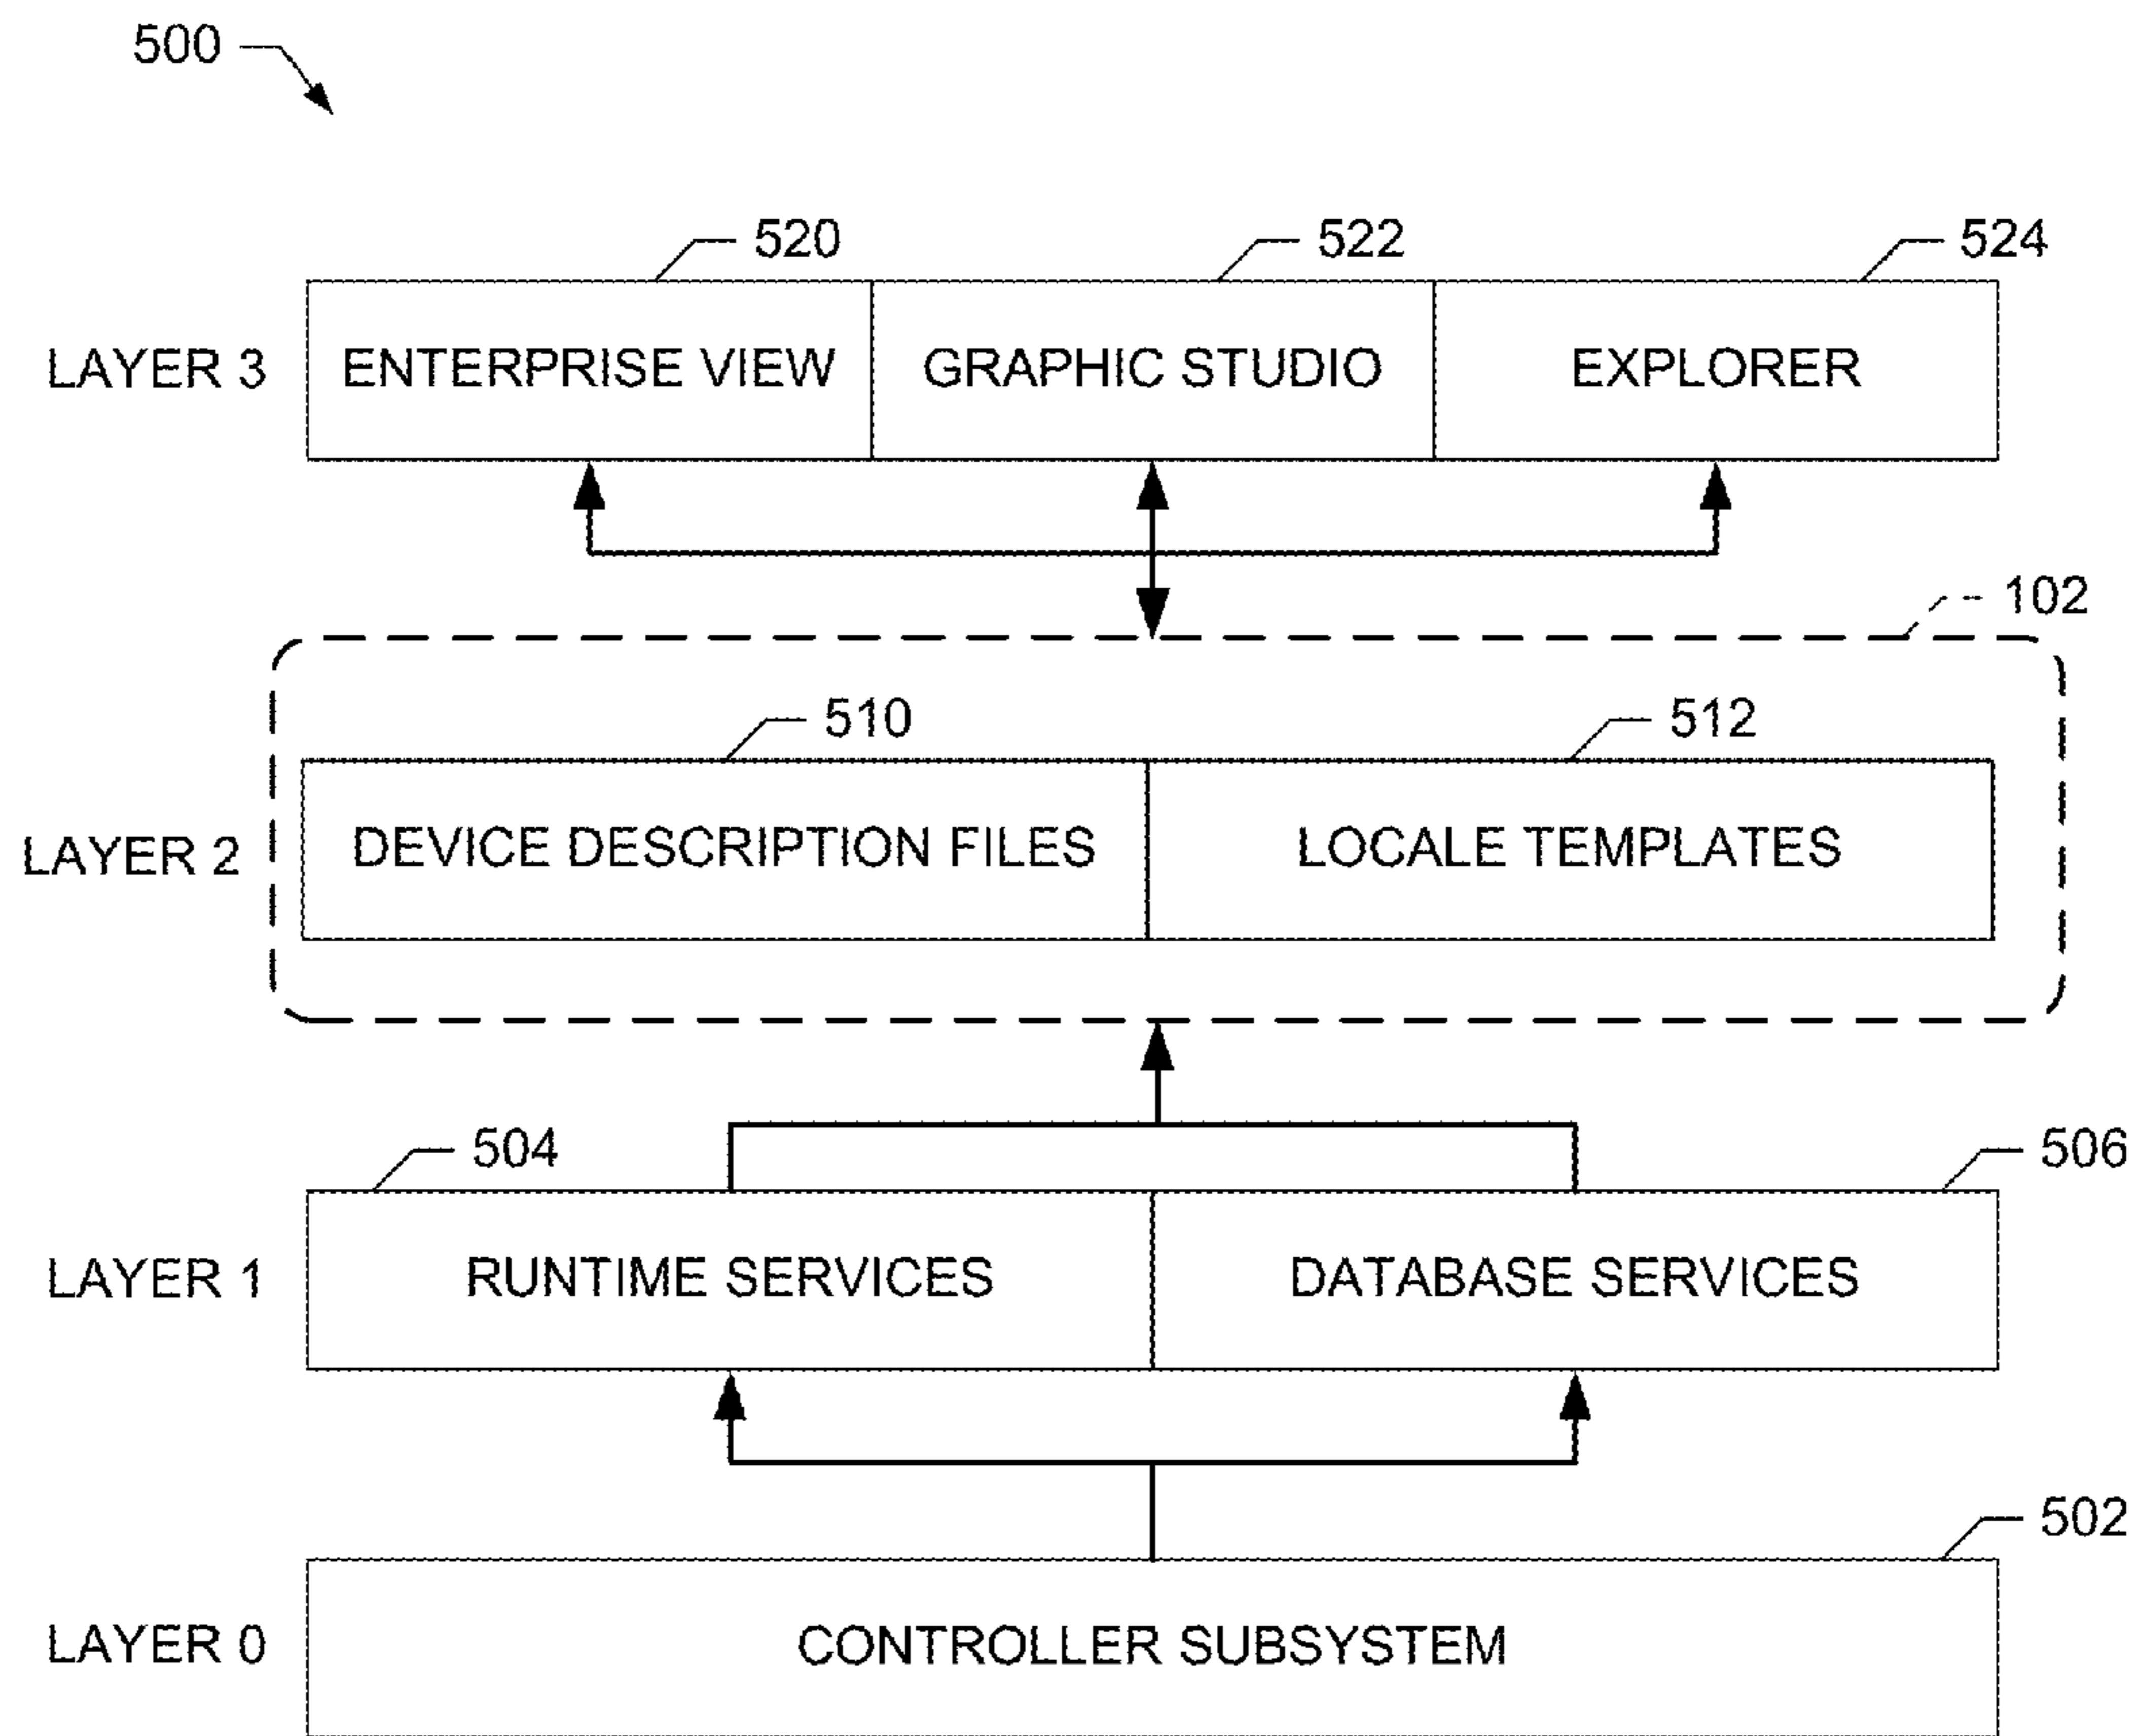 500
520 522 524
LAYER 3 ENTERPRISE VIEW GRAPHIC STUDIO EXPLORER
102
510 512
LAYER 2 DEVICE DESCRIPTION FILES LOCALE TEMPLATES
504 506
LAYER 1 RUNTIME SERVICES DATABASE SERVICES
502
LAYER 0 CONTROLLER SUBSYSTEM